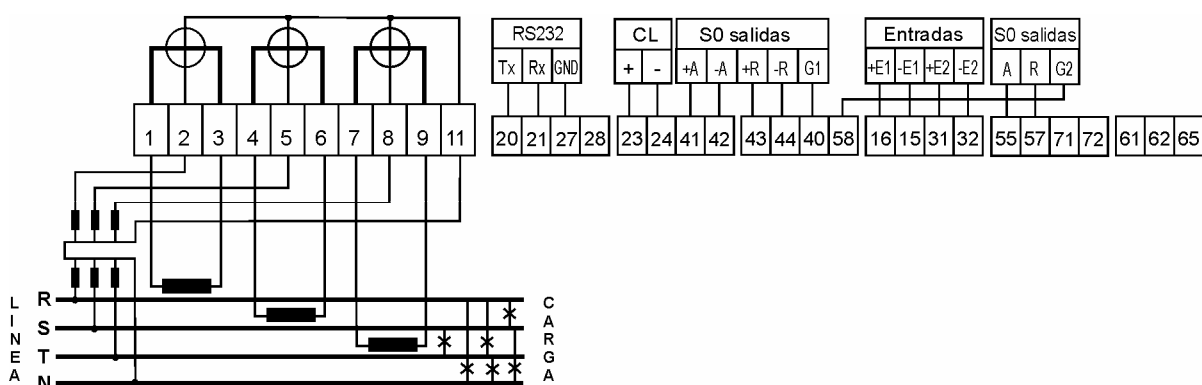 RS232 CL S0 salidas Entradas S0 salidas
Tx Rx GND + - +A -A +R -R G1 +E1 -E1 +E2 -E2 A R G2
1 2 3 4 5 6 7 8 9 11 20 21 27 28 23 24 41 42 43 44 40 58 16 15 31 32 55 57 71 72 61 62 65
LINEA
R
S
T
N
CARGA